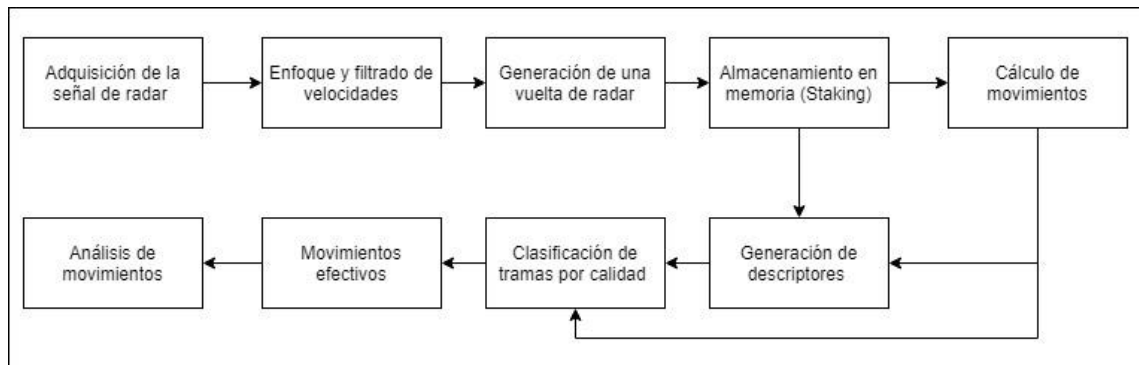 Adquisición de la
señal de radar
Enfoque y filtrado de
velocidades
Generación de una
vuelta de radar
Almacenamiento en
memoria (Staking)
Cálculo de
movimientos
Análisis de
movimientos
Movimientos
efectivos
Clasificación de
tramas por calidad
Generación de
descriptores